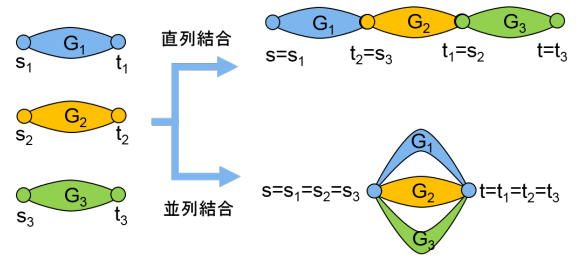 G₁
s₁ t₁
G₂
s₂ t₂
G₃
s₃ t₃
直列結合
並列結合
G₁ G₂ G₃
s=s₁ t₂=s₃ t₁=s₂ t=t₃
G₁
s=s₁=s₂=s₃ G₂ t=t₁=t₂=t₃
G₃